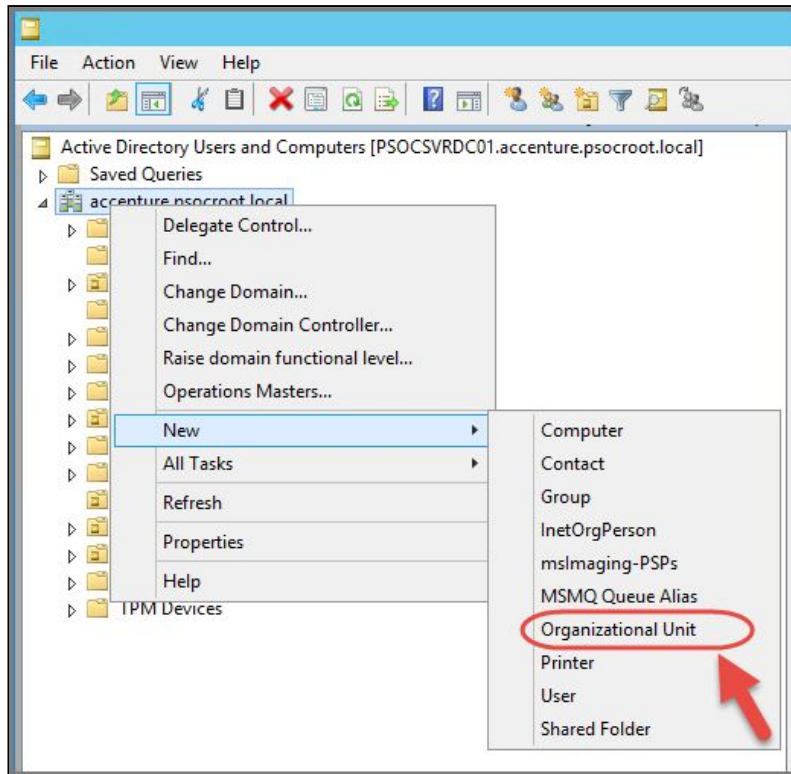 File Action View Help
Active Directory Users and Computers [PSOCSVRDC01.accenture.psocroot.local]
Saved Queries
accenture.psocroot.local
Delegate Control...
Find...
Change Domain...
Change Domain Controller...
Raise domain functional level...
Operations Masters...
New
All Tasks
Refresh
Properties
Help
TPM Devices
Computer
Contact
Group
InetOrgPerson
msImaging-PSPs
MSMQ Queue Alias
Organizational Unit
Printer
User
Shared Folder